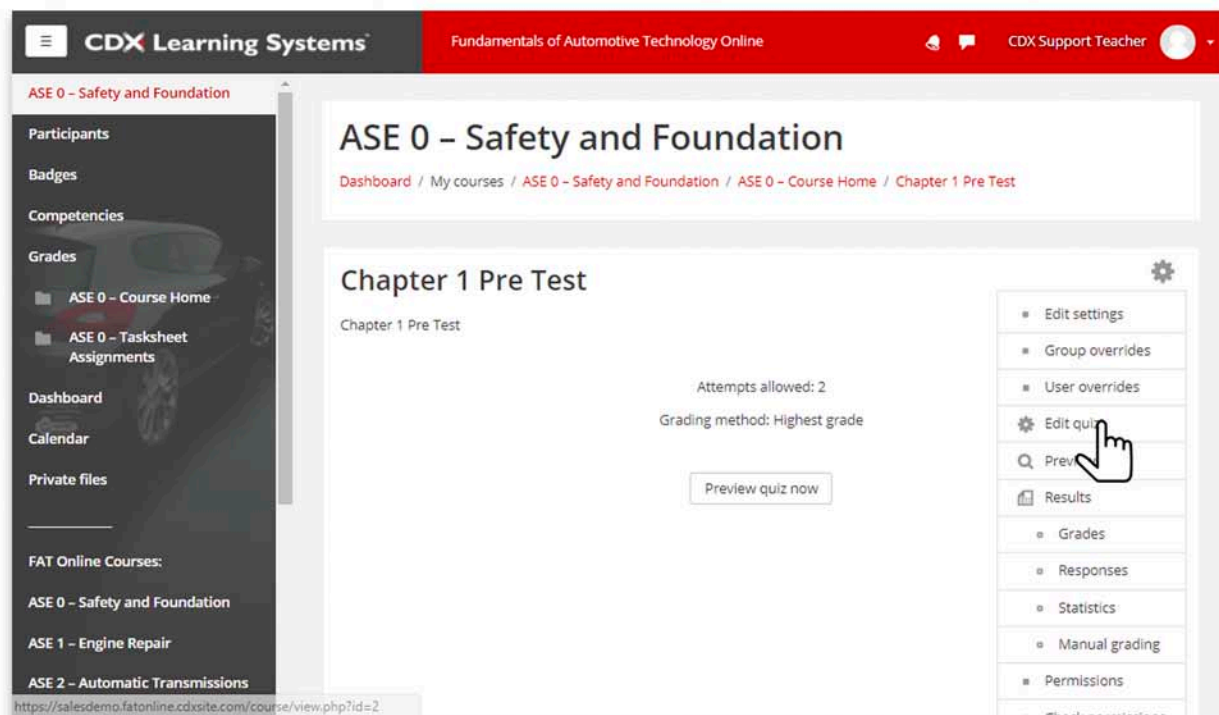 CDX Learning Systems
Fundamentals of Automotive Technology Online
CDX Support Teacher
ASE 0 – Safety and Foundation
Participants
Badges
Competencies
Grades
ASE 0 – Course Home
ASE 0 – Tasksheet
Assignments
Dashboard
Calendar
Private files
FAT Online Courses:
ASE 0 – Safety and Foundation
ASE 1 – Engine Repair
ASE 2 – Automatic Transmissions
https://salesdemo.fatonline.cdxsite.com/course/view.php?id=2
ASE 0 – Safety and Foundation
Dashboard / My courses / ASE 0 – Safety and Foundation / ASE 0 – Course Home / Chapter 1 Pre Test
Chapter 1 Pre Test
Chapter 1 Pre Test
Attempts allowed: 2
Grading method: Highest grade
Preview quiz now
Edit settings
Group overrides
User overrides
Edit quiz
Results
Grades
Responses
Statistics
Manual grading
Permissions